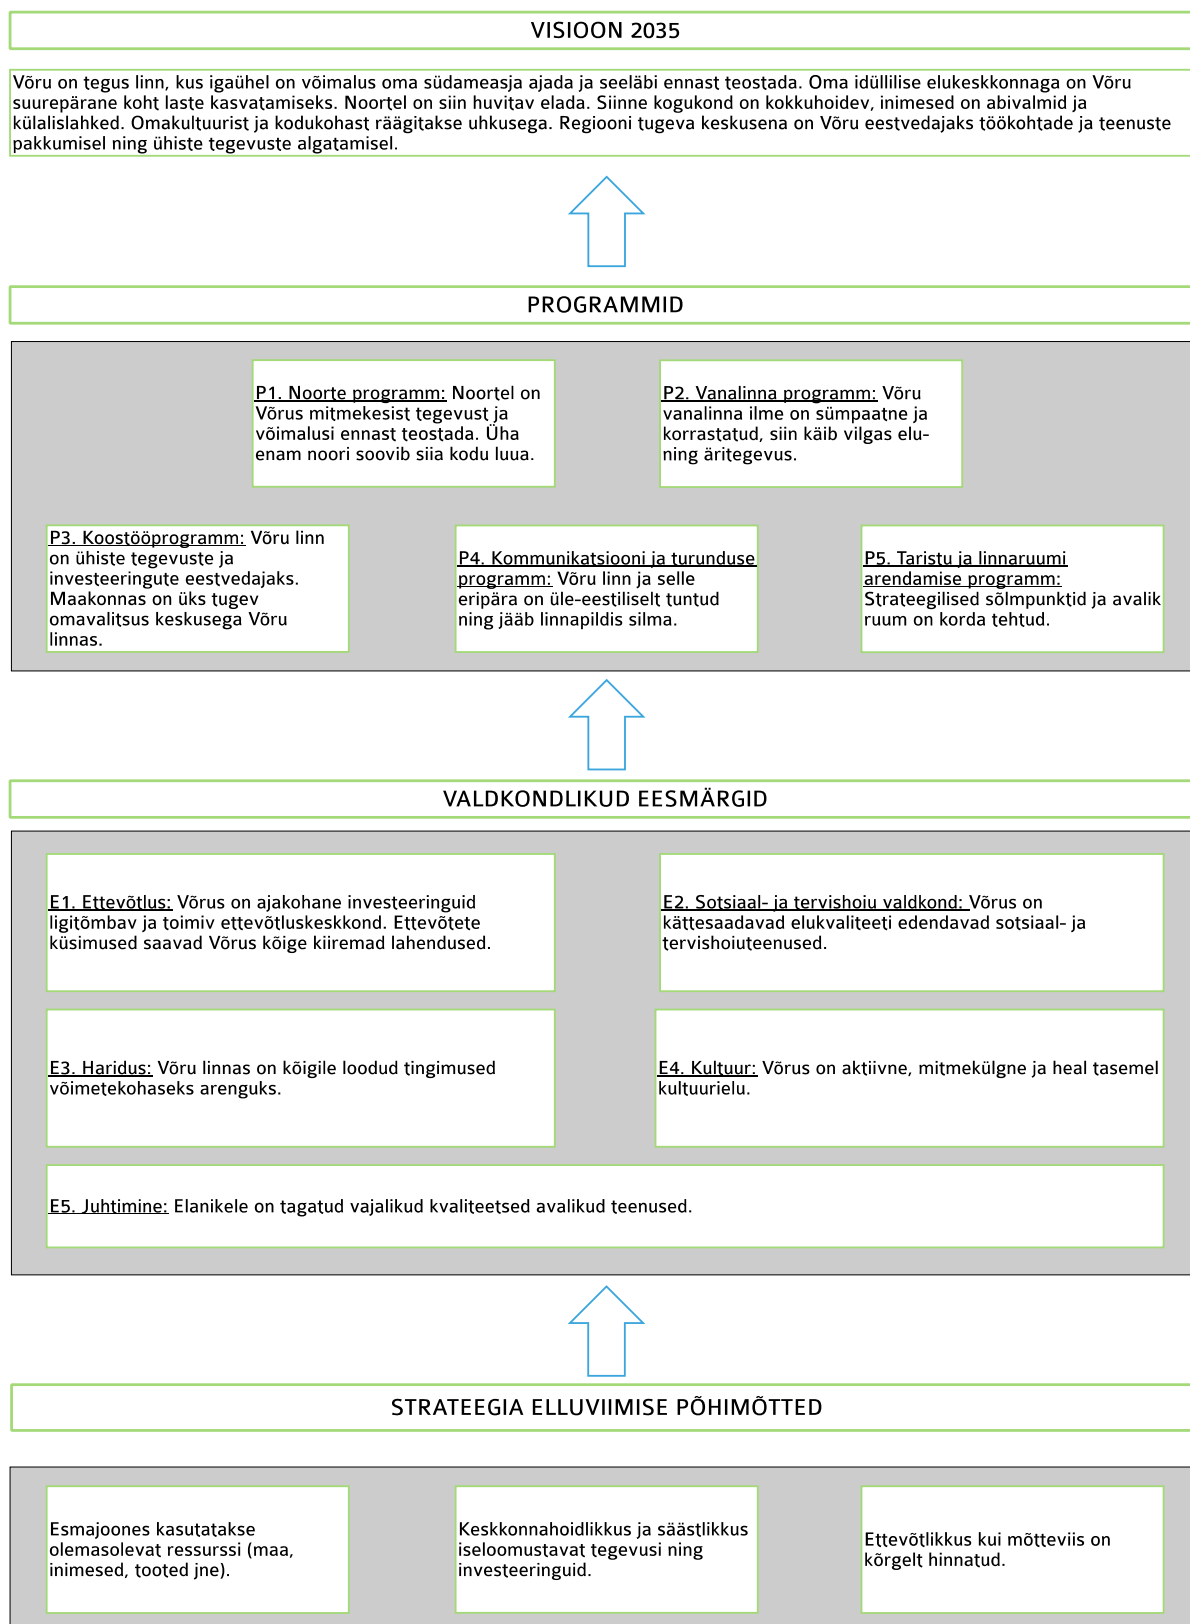 VISIOON 2035
Võru on tegus linn, kus igaühel on võimalus oma südameasja ajada ja seeläbi ennast teostada. Oma idüllilise elukeskkonnaga on Võru
suurepärane koht laste kasvatamiseks. Noortel on siin huvitav elada. Siinne kogukond on kokkuhoidev, inimesed on abivalmid ja
külalislahked. Omakultuurist ja kodukohast räägitakse uhkusega. Regiooni tugeva keskusena on Võru eestvedajaks töökohtade ja teenuste
pakkumisel ning ühiste tegevuste algatamisel.
PROGRAMMID
P1. Noorte programm: Noortel on
Võrus mitmekesist tegevust ja
võimalusi ennast teostada. Üha
enam noori soovib siia kodu luua.
P2. Vanalinna programm: Võru
vanalinna ilme on sümpaatne ja
korrastatud, siin käib vilgas elu-
ning äritegevus.
P3. Koostööprogramm: Võru linn
on ühiste tegevuste ja
investeeringute eestvedajaks.
Maakonnas on üks tugev
omavalitsus keskusega Võru
linnas.
P4. Kommunikatsiooni ja turunduse
programm: Võru linn ja selle
eripära on üle-eestiliselt tuntud
ning jääb linnapildis silma.
P5. Taristu ja linnaruumi
arendamise programm:
Strateegilised sõlmpunktid ja avalik
ruum on korda tehtud.
VALDKONDLIKUD EESMÄRGID
E1. Ettevõtlus: Võrus on ajakohane investeeringuid
ligitõmbav ja toimiv ettevõtluskeskkond. Ettevõtete
küsimused saavad Võrus kõige kiiremad lahendused.
E2. Sotsiaal- ja tervishoiu valdkond: Võrus on
kättesaadavad elukvaliteeti edendavad sotsiaal- ja
tervishoiuteenused.
E3. Haridus: Võru linnas on kõigile loodud tingimused
võimetekohaseks arenguks.
E4. Kultuur: Võrus on aktiivne, mitmekülgne ja heal tasemel
kultuurielu.
E5. Juhtimine: Elanikele on tagatud vajalikud kvaliteetsed avalikud teenused.
STRATEEGIA ELLUVIIMISE PÕHIMÕTTED
Esmajoones kasutatakse
olemasolevat ressurssi (maa,
inimesed, tooted jne).
Keskkonnahoidlikkus ja säästlikkus
iseloomustavat tegevusi ning
investeeringuid.
Ettevõtlikkus kui mõtteviis on
kõrgelt hinnatud.